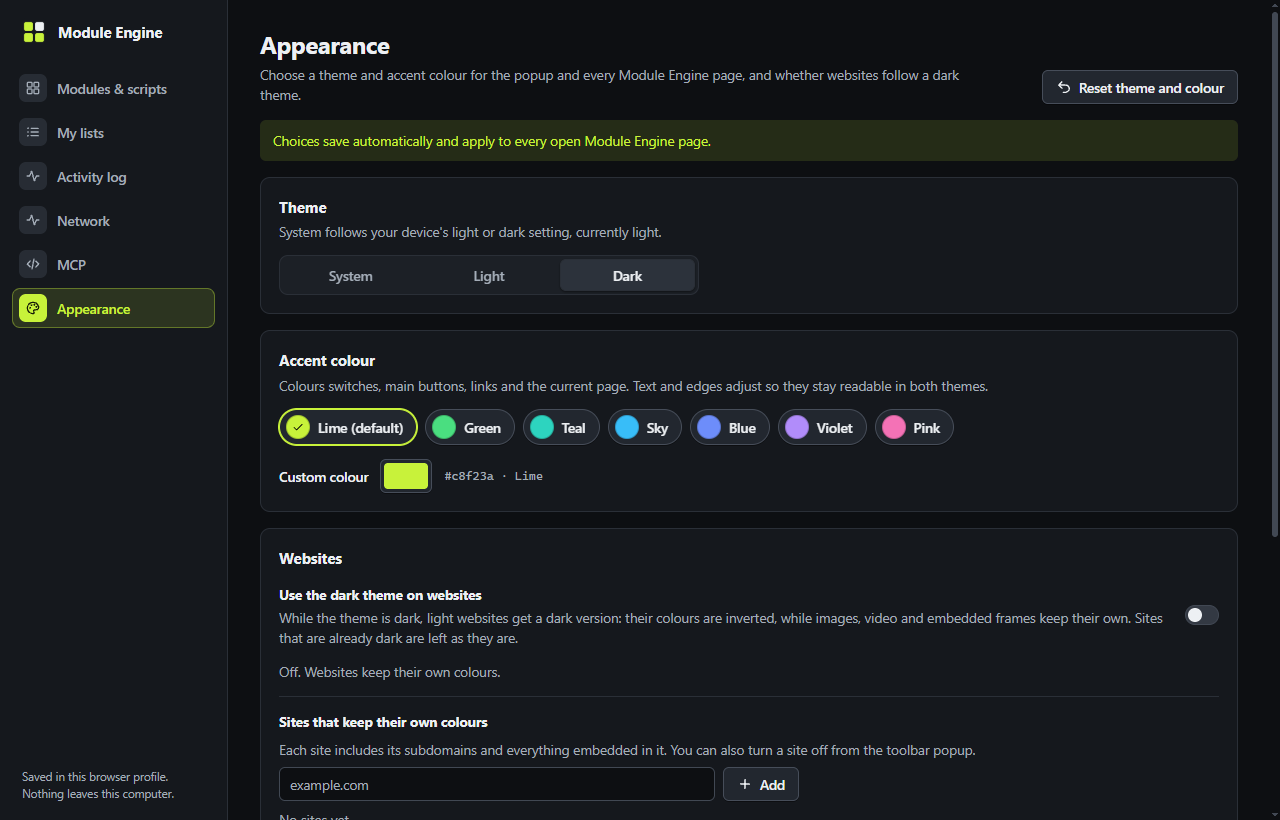 Module Engine
Modules & scripts
My lists
Activity log
Network
MCP
Appearance
Saved in this browser profile.
Nothing leaves this computer.
Appearance
Choose a theme and accent colour for the popup and every Module Engine page, and whether websites follow a dark
theme.
Reset theme and colour
Choices save automatically and apply to every open Module Engine page.
Theme
System follows your device's light or dark setting, currently light.
System Light Dark
Accent colour
Colours switches, main buttons, links and the current page. Text and edges adjust so they stay readable in both themes.
Lime (default) Green Teal Sky Blue Violet Pink
Custom colour #c8f23a · Lime
Websites
Use the dark theme on websites
While the theme is dark, light websites get a dark version: their colours are inverted, while images, video and embedded frames keep their own. Sites
that are already dark are left as they are.
Off. Websites keep their own colours.
Sites that keep their own colours
Each site includes its subdomains and everything embedded in it. You can also turn a site off from the toolbar popup.
example.com + Add
No sites yet